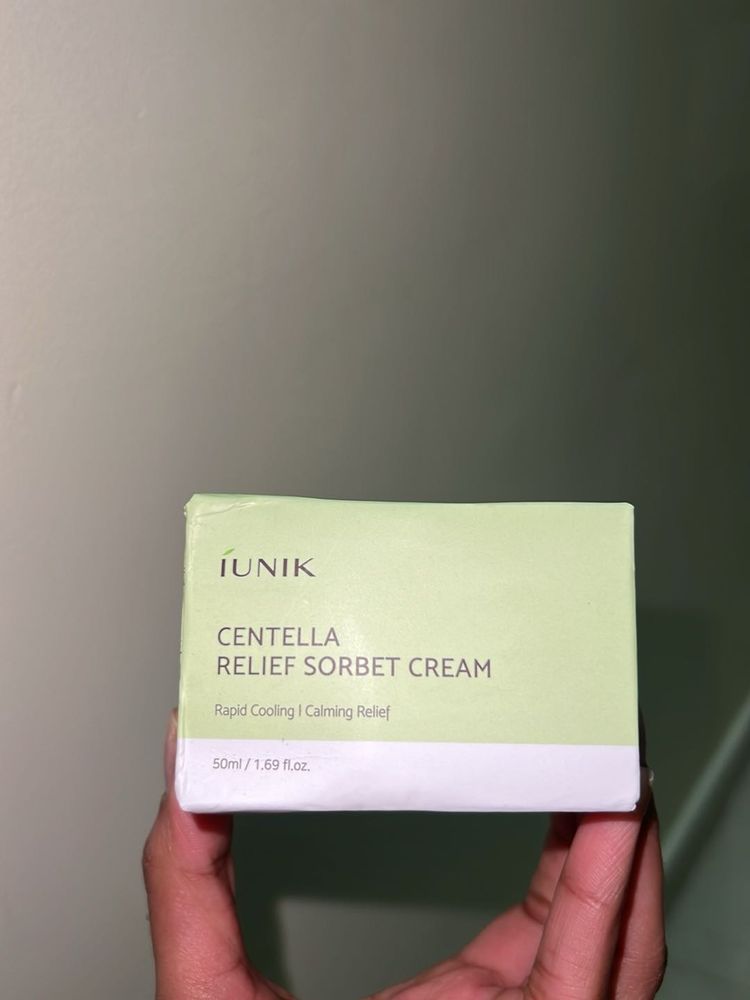 iUNIK
CENTELLA
RELIEF SORBET CREAM
Rapid Cooling | Calming Relief
50ml / 1.69 fl.oz.